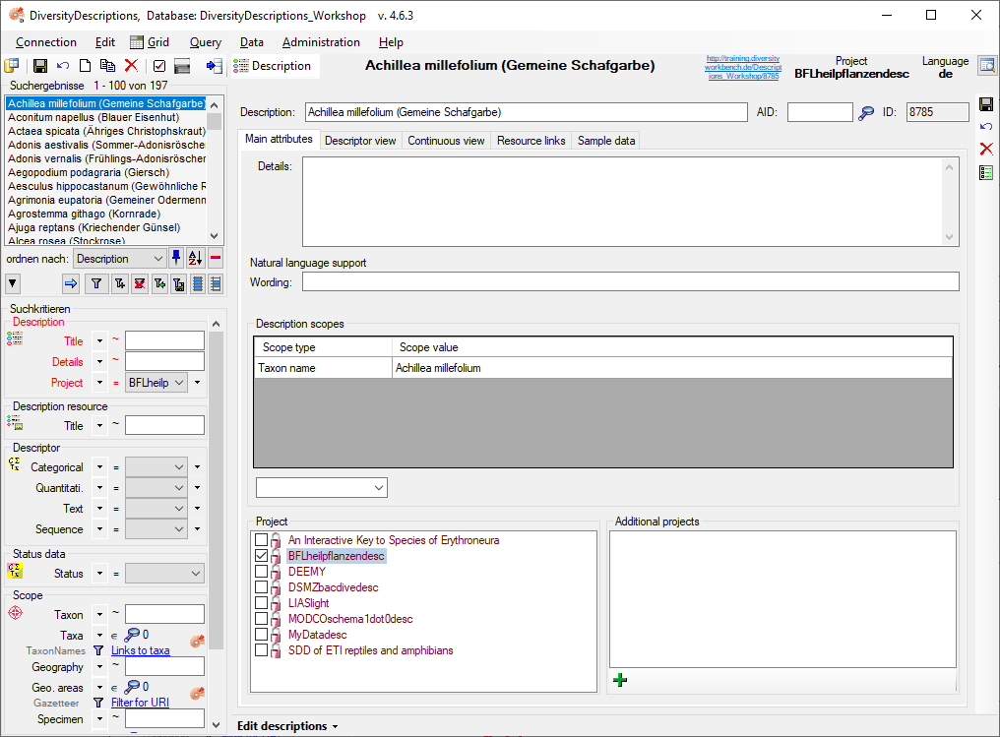 DiversityDescriptions, Database: DiversityDescriptions_Workshop v. 4.6.3
Connection Edit Grid Query Data Administration Help
Suchergebnisse 1 - 100 von 197
Achillea millefolium (Gemeine Schafgarbe)
Aconitum napellus (Blauer Eisenhut)
Actaea spicata (Ähriges Christophskraut)
Adonis aestivalis (Sommer-Adonisröscher
Adonis vernalis (Frühlings-Adonisröschen
Aegopodium podagraria (Giersch)
Aesculus hippocastanum (Gewöhnliche R
Agrimonia eupatoria (Gemeiner Odermenn
Agrostemma githago (Kornrade)
Ajuga reptans (Kriechender Günsel)
Alcea rosea (Stockrose)
ordnen nach: Description
Suchkritieren
Description
Title ~
Details ~
Project = BFLheilp
Description resource
Title ~
Descriptor
Categorical =
Quantitati. =
Text =
Sequence =
Status data
Status =
Scope
Taxon ~
Taxa ∈ 0
TaxonNames Links to taxa
Geography ~
Geo. areas ∈ 0
Gazetteer Filter for URI
Specimen ~
Description
Achillea millefolium (Gemeine Schafgarbe)
http://training.diversity
workbench.de/Descript
ions_Workshop/8785
Project
BFLheilpflanzendesc
Language
de
Description: Achillea millefolium (Gemeine Schafgarbe) AID: ID: 8785
Main attributes Descriptor view Continuous view Resource links Sample data
Details:
Natural language support
Wording:
Description scopes
Scope type Scope value
Taxon name Achillea millefolium
Project
An Interactive Key to Species of Erythroneura
BFLheilpflanzendesc
DEEMY
DSMZbacdivedesc
LIASlight
MODCOschema1dot0desc
MyDatadesc
SDD of ETI reptiles and amphibians
Additional projects
Edit descriptions